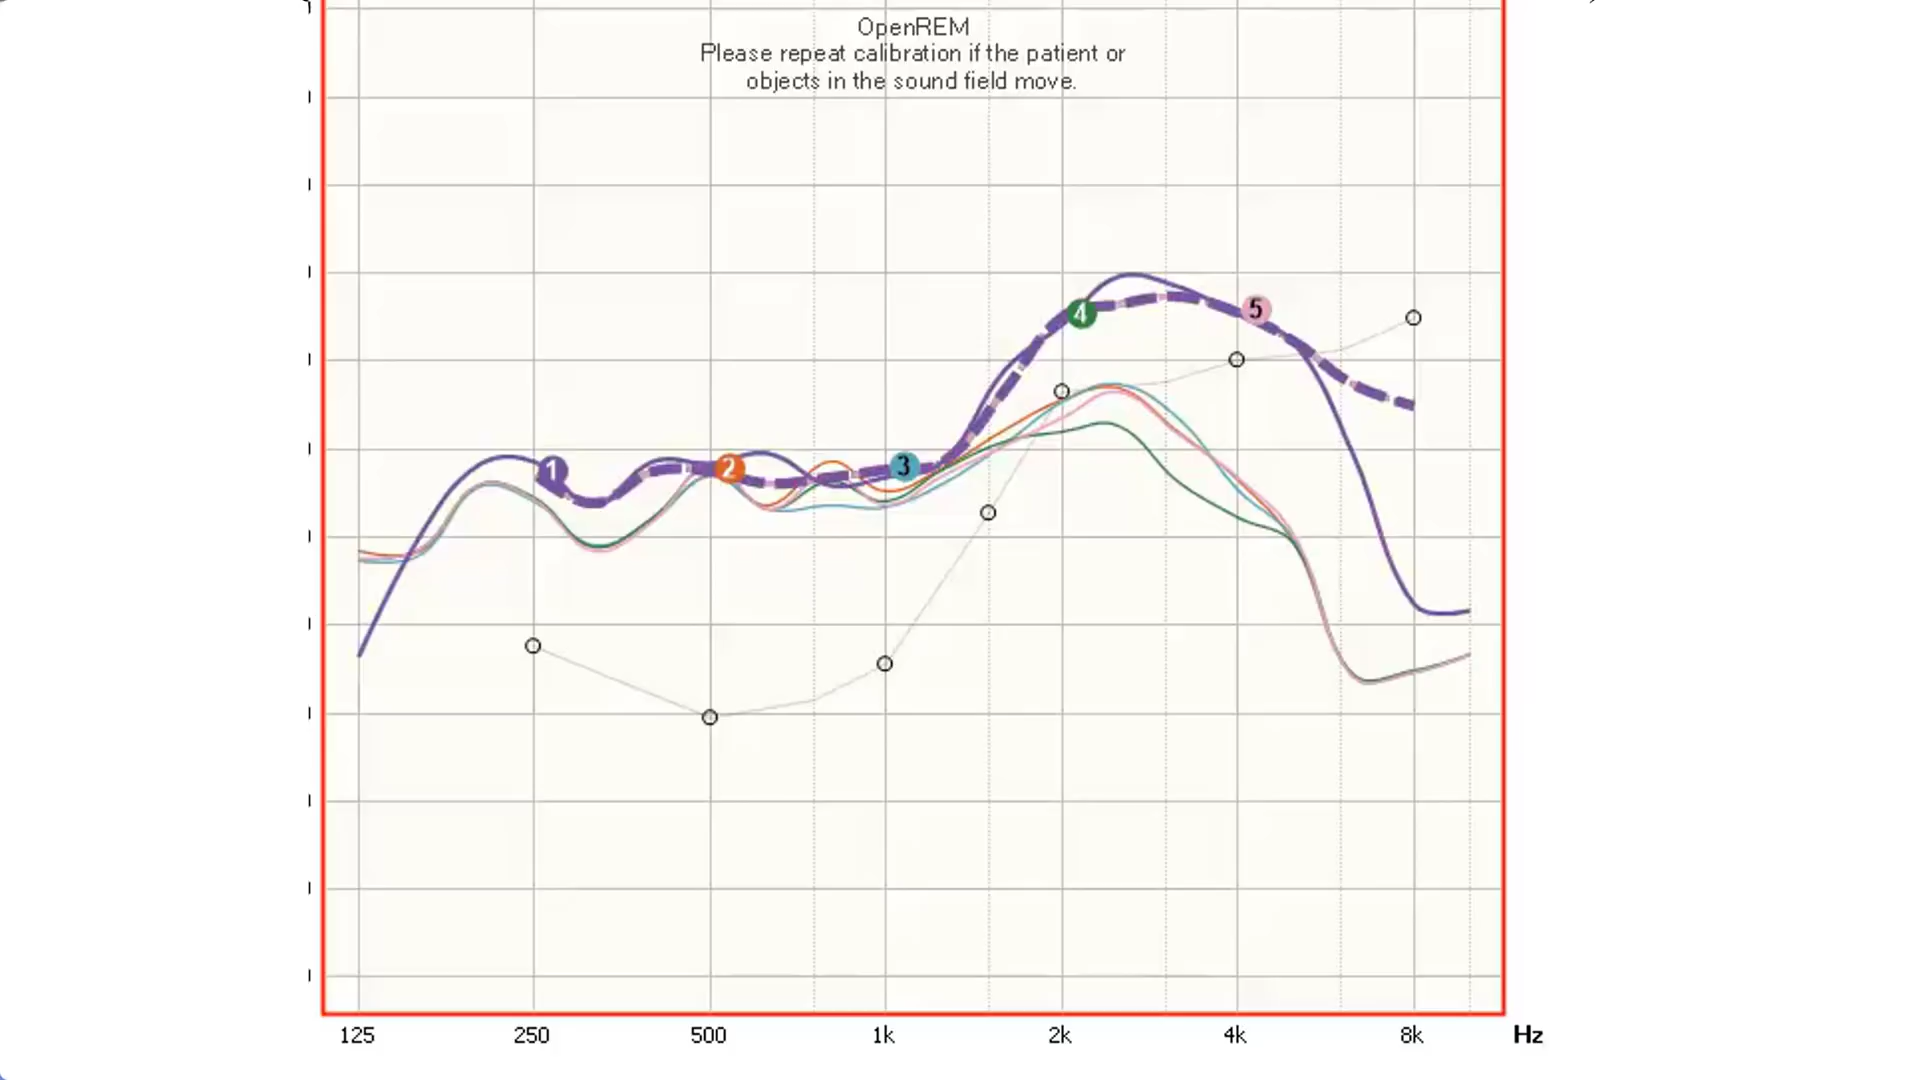 OpenREM
Please repeat calibration if the patient or
objects in the sound field move.
4
5
1
2
3
125 250 500 1k 2k 4k 8k Hz